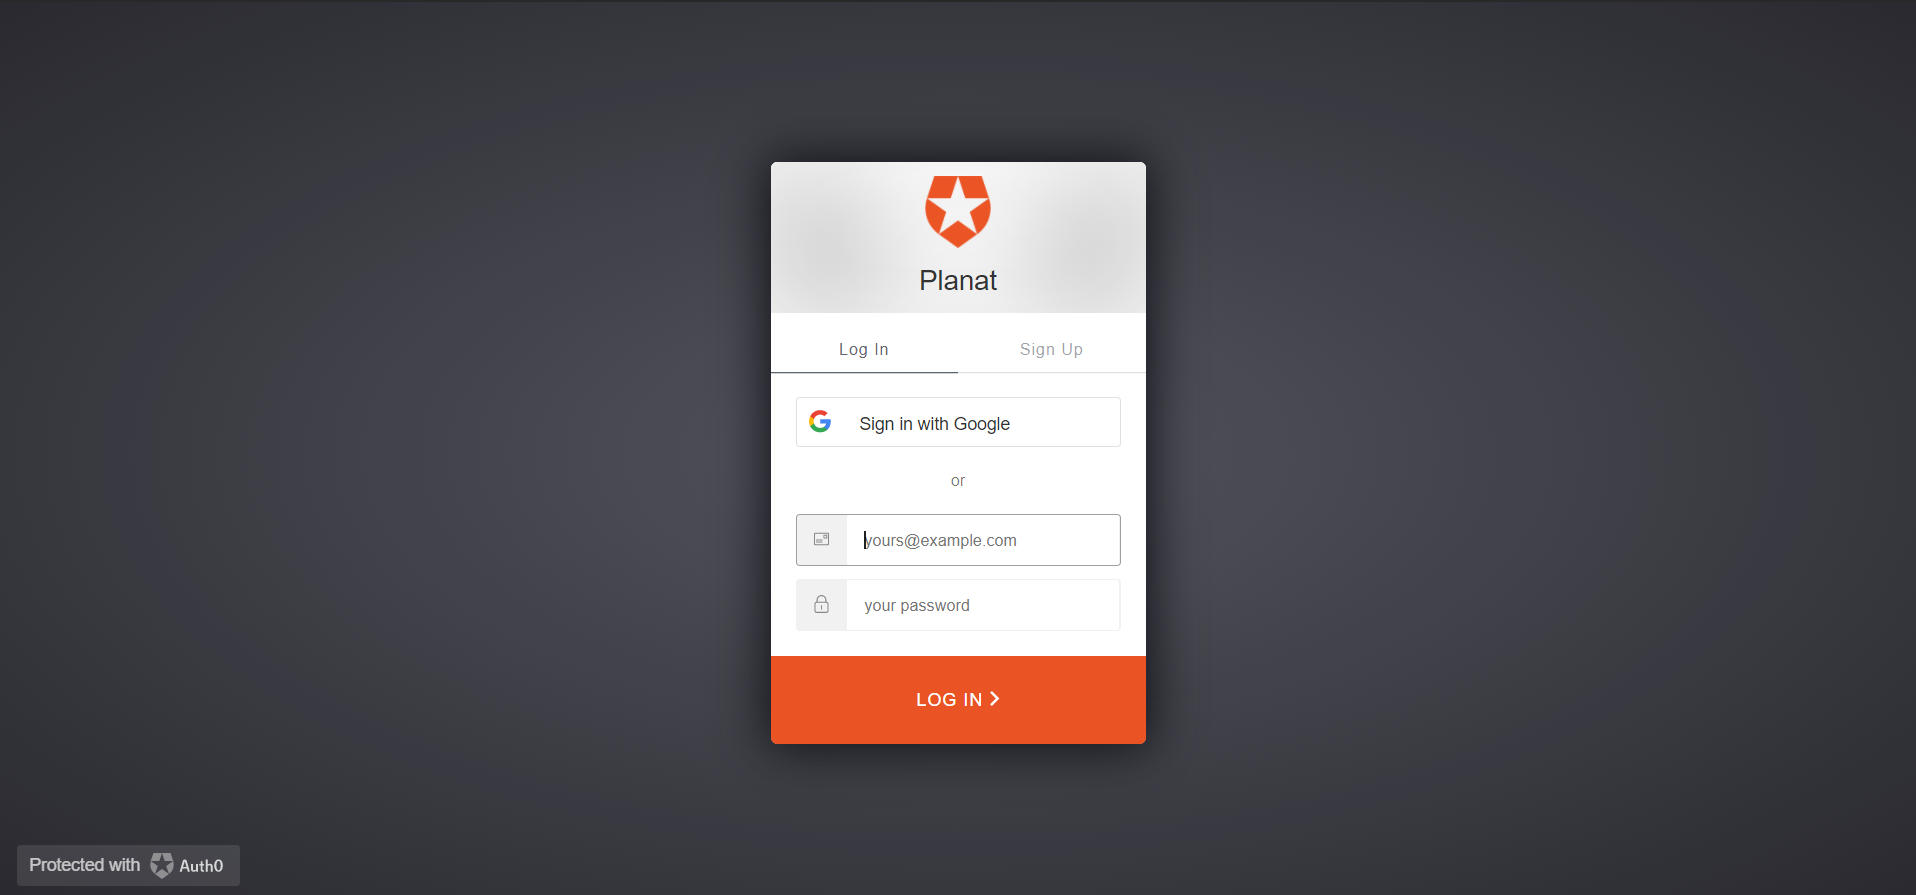 Planat
Log In
Sign Up
Sign in with Google
or
yours@example.com
your password
LOG IN
Protected with Auth0